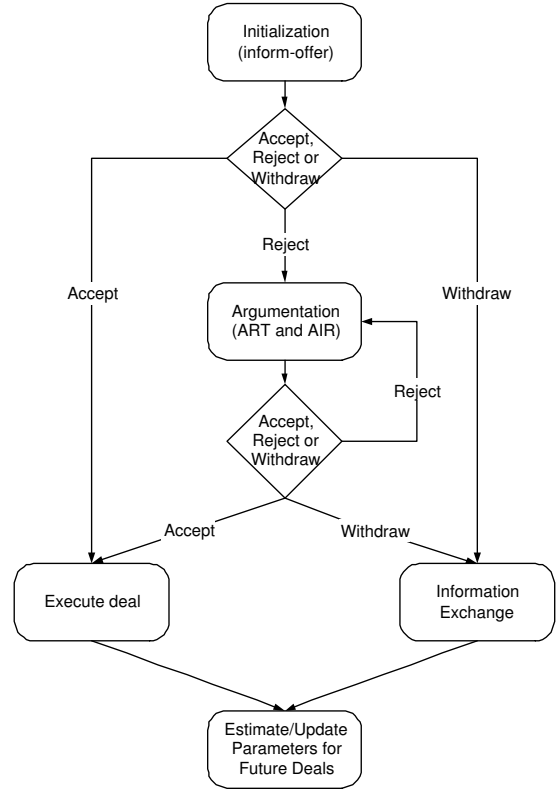 Initialization
(inform-offer)
Accept,
Reject or
Withdraw
Reject
Accept
Withdraw
Argumentation
(ART and AIR)
Reject
Accept,
Reject or
Withdraw
Accept
Withdraw
Execute deal
Information
Exchange
Estimate/Update
Parameters for
Future Deals